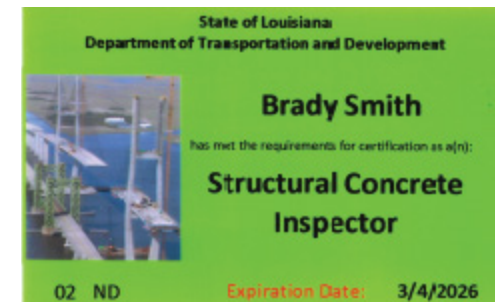 State of Louisiana
Department of Transportation and Development
Brady Smith
has met the requirements for certification as a(n):
Structural Concrete
Inspector
02 ND
Expiration Date: 3/4/2026